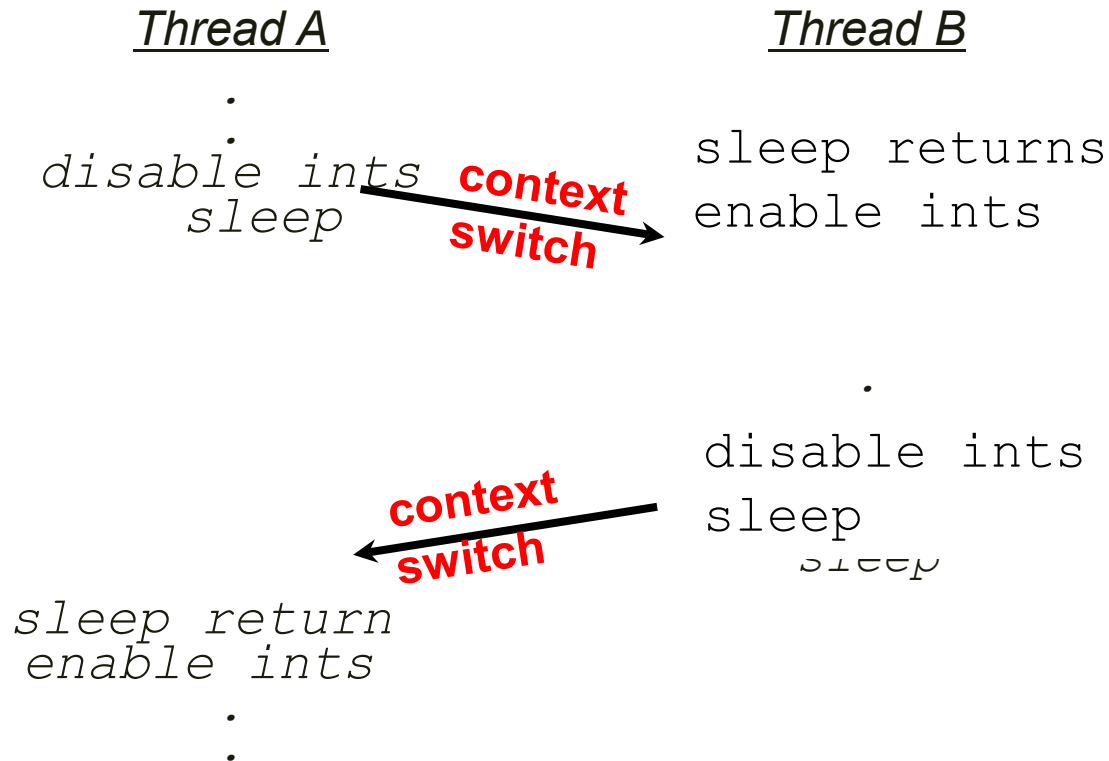 Thread A
Thread B
.
.
disable ints
sleep
context
switch
sleep returns
enable ints
.
disable ints
sleep
sleep
context
switch
sleep return
enable ints
.
.